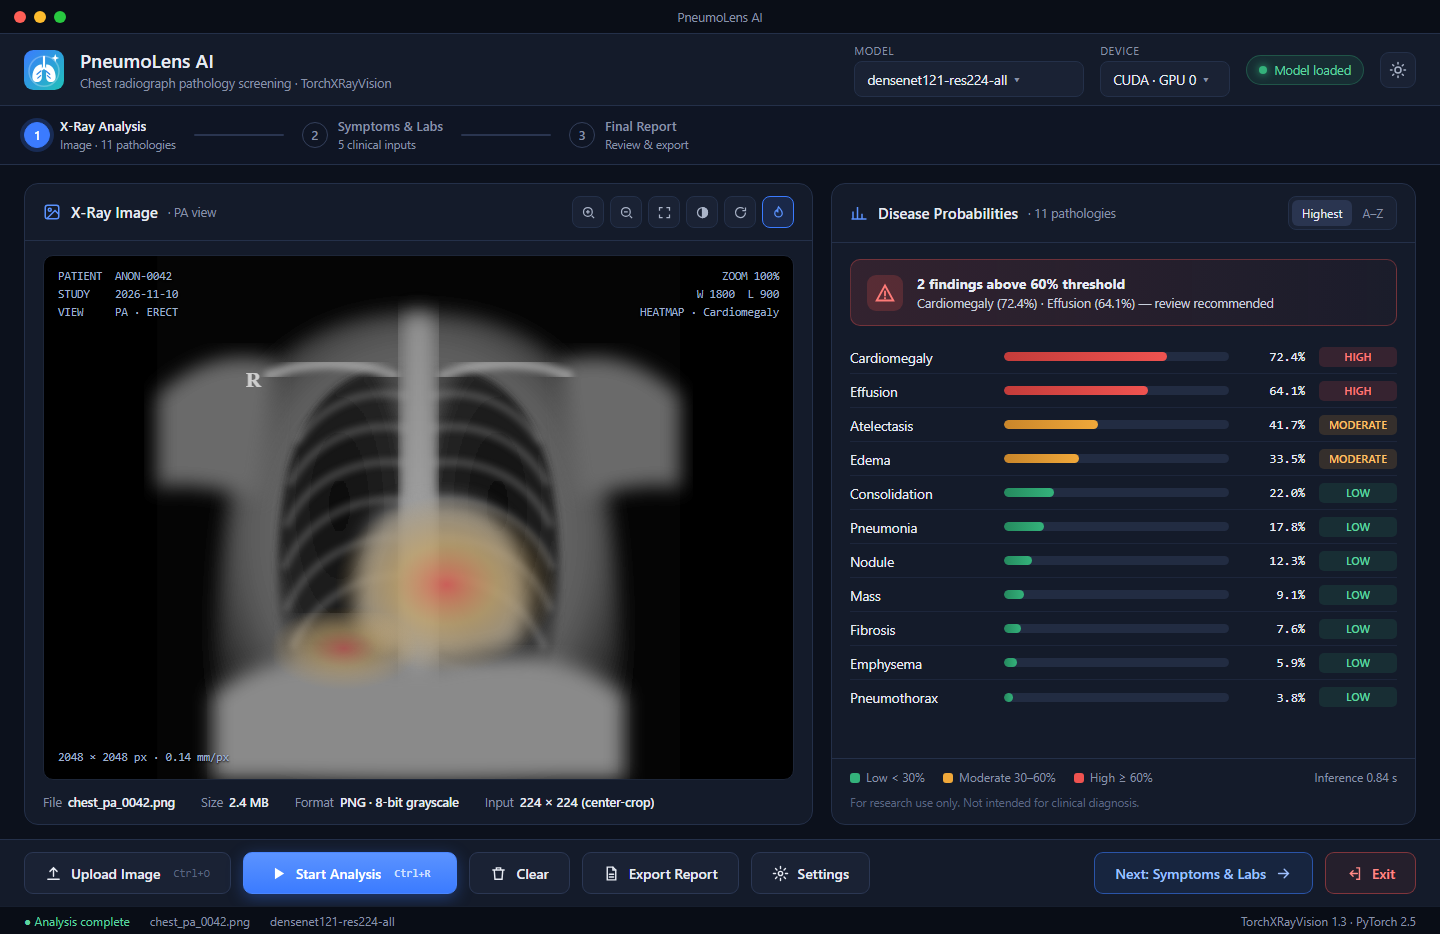 PneumoLens AI
PneumoLens AI
Chest radiograph pathology screening · TorchXRayVision
MODEL
densenet121-res224-all
DEVICE
CUDA · GPU 0
Model loaded
1 X-Ray Analysis
Image · 11 pathologies
2 Symptoms & Labs
5 clinical inputs
3 Final Report
Review & export
X-Ray Image · PA view
PATIENT ANON-0042
STUDY 2026-11-10
VIEW PA · ERECT
ZOOM 100%
W 1800 L 900
HEATMAP · Cardiomegaly
R
2048 × 2048 px · 0.14 mm/px
File chest_pa_0042.png Size 2.4 MB Format PNG · 8-bit grayscale Input 224 × 224 (center-crop)
Disease Probabilities · 11 pathologies
Highest A–Z
2 findings above 60% threshold
Cardiomegaly (72.4%) · Effusion (64.1%) — review recommended
Cardiomegaly 72.4% HIGH
Effusion 64.1% HIGH
Atelectasis 41.7% MODERATE
Edema 33.5% MODERATE
Consolidation 22.0% LOW
Pneumonia 17.8% LOW
Nodule 12.3% LOW
Mass 9.1% LOW
Fibrosis 7.6% LOW
Emphysema 5.9% LOW
Pneumothorax 3.8% LOW
Low < 30% Moderate 30–60% High ≥ 60% Inference 0.84 s
For research use only. Not intended for clinical diagnosis.
Upload Image Ctrl+O
Start Analysis Ctrl+R
Clear
Export Report
Settings
Next: Symptoms & Labs
Exit
Analysis complete chest_pa_0042.png densenet121-res224-all
TorchXRayVision 1.3 · PyTorch 2.5